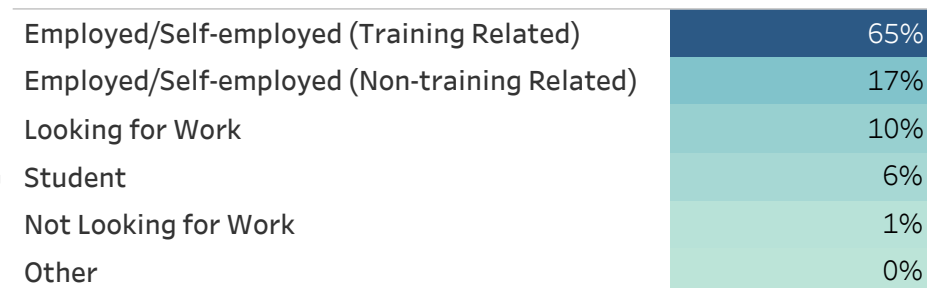 Employed/Self-employed (Training Related) 65%
Employed/Self-employed (Non-training Related) 17%
Looking for Work 10%
Student 6%
Not Looking for Work 1%
Other 0%